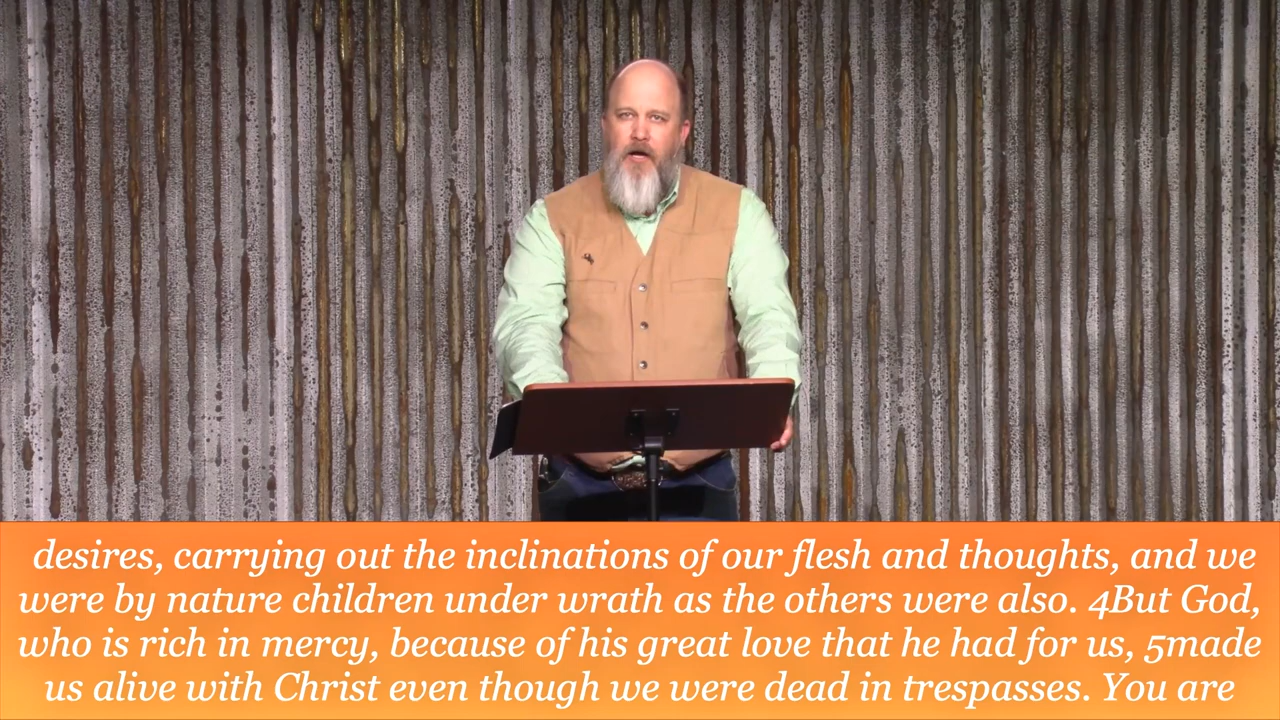 desires, carrying out the inclinations of our flesh and thoughts, and we
were by nature children under wrath as the others were also. 4But God,
who is rich in mercy, because of his great love that he had for us, 5made
us alive with Christ even though we were dead in trespasses. You are